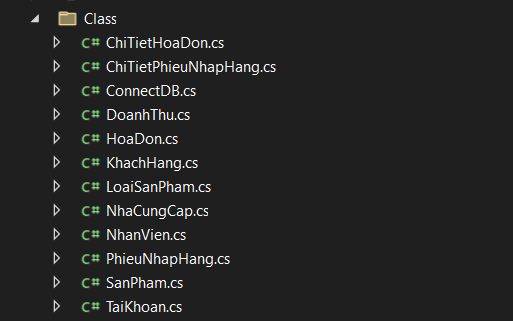 Class
C# ChiTietHoaDon.cs
C# ChiTietPhieuNhapHang.cs
C# ConnectDB.cs
C# DoanhThu.cs
C# HoaDon.cs
C# KhachHang.cs
C# LoaiSanPham.cs
C# NhaCungCap.cs
C# NhanVien.cs
C# PhieuNhapHang.cs
C# SanPham.cs
C# TaiKhoan.cs